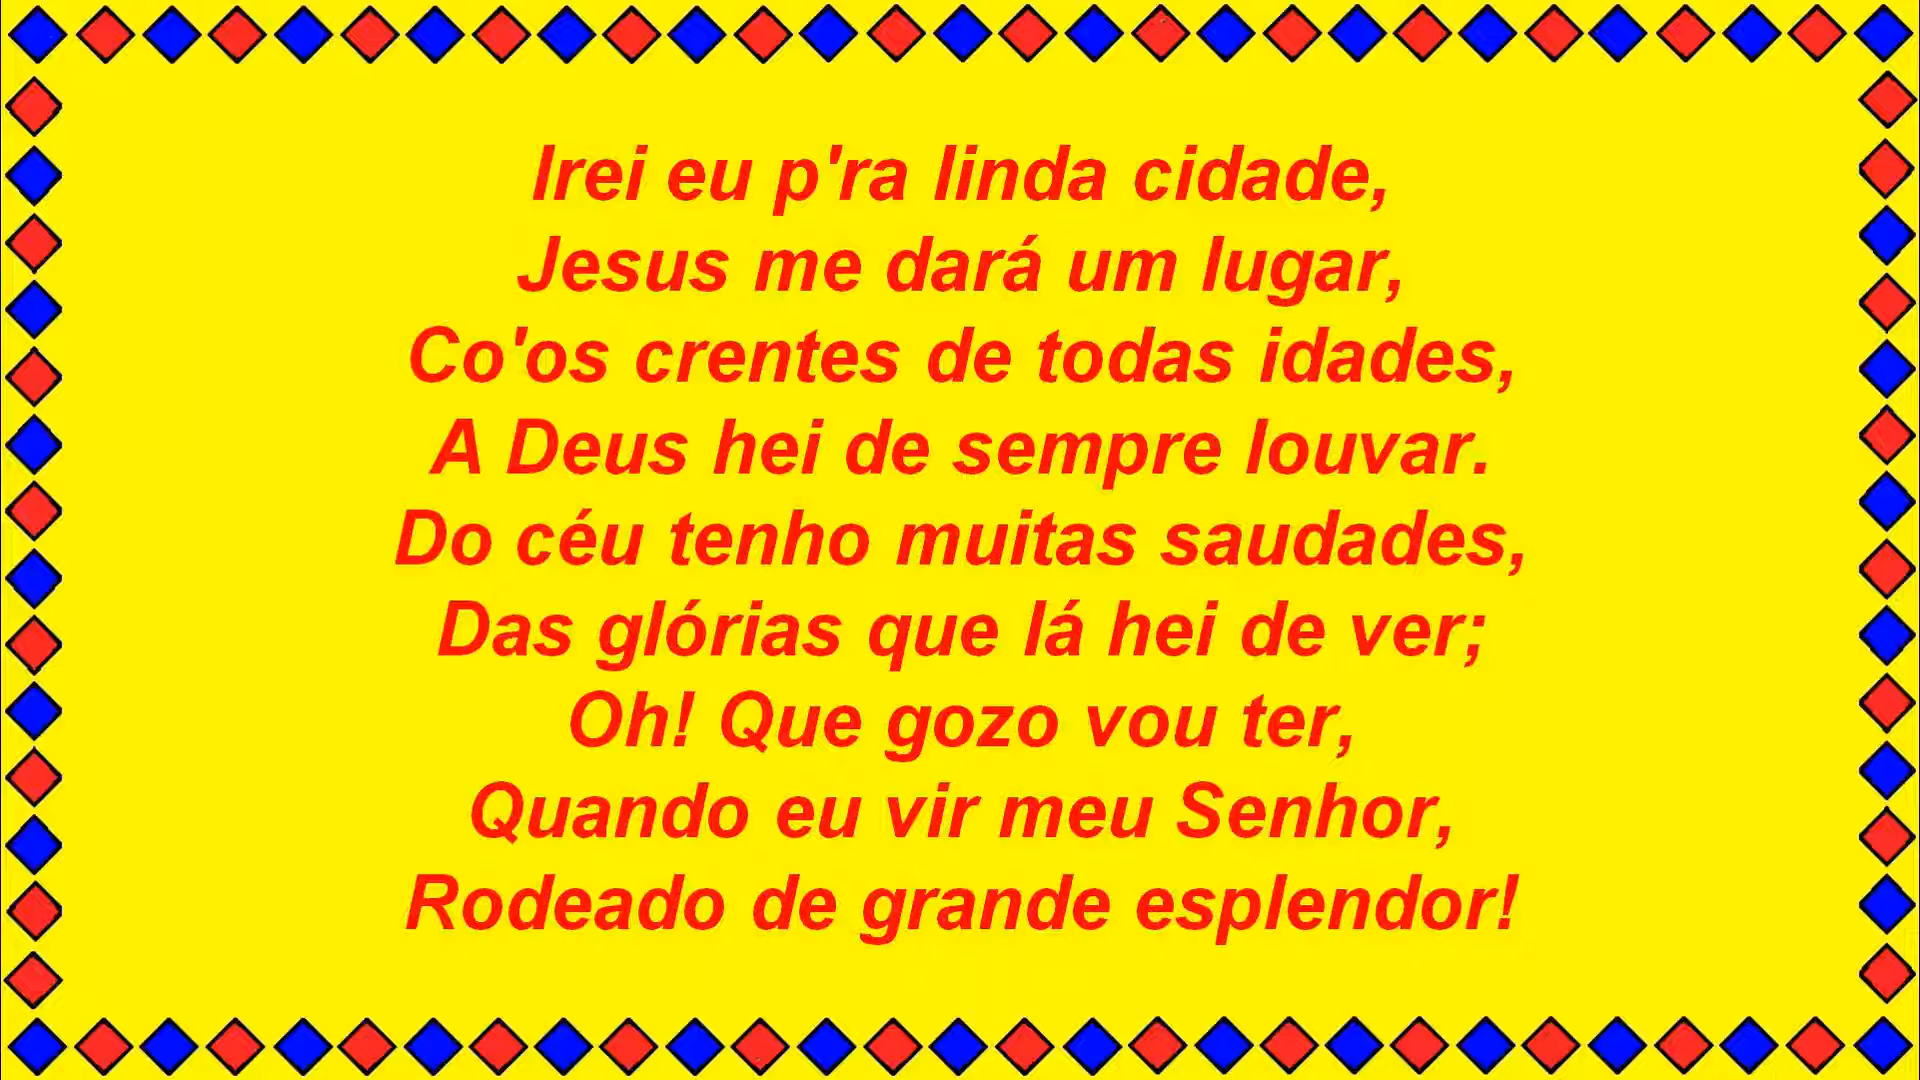 Irei eu p'ra linda cidade,
Jesus me dará um lugar,
Co'os crentes de todas idades,
A Deus hei de sempre louvar.
Do céu tenho muitas saudades,
Das glórias que lá hei de ver;
Oh! Que gozo vou ter,
Quando eu vir meu Senhor,
Rodeado de grande esplendor!